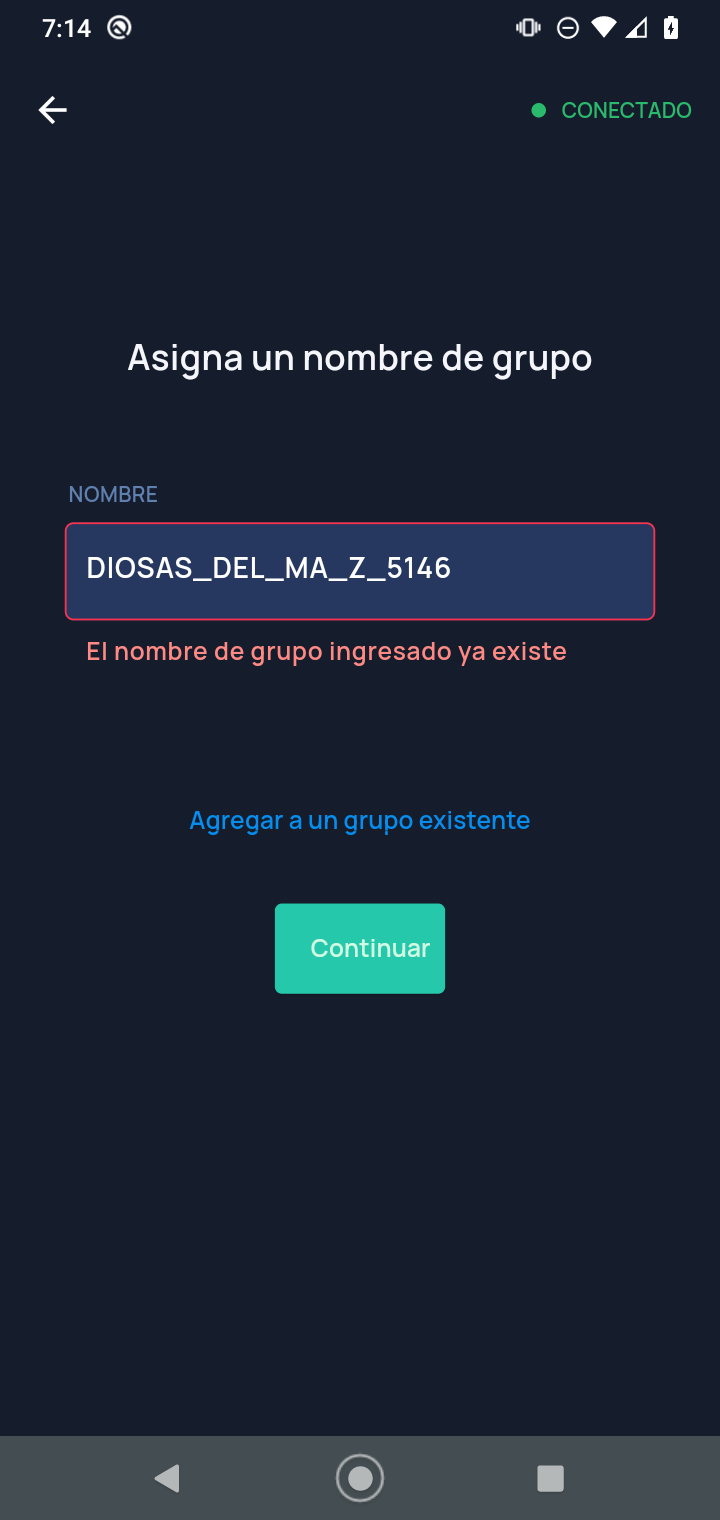 7:14
CONECTADO
Asigna un nombre de grupo
NOMBRE
DIOSAS_DEL_MA_Z_5146
El nombre de grupo ingresado ya existe
Agregar a un grupo existente
Continuar